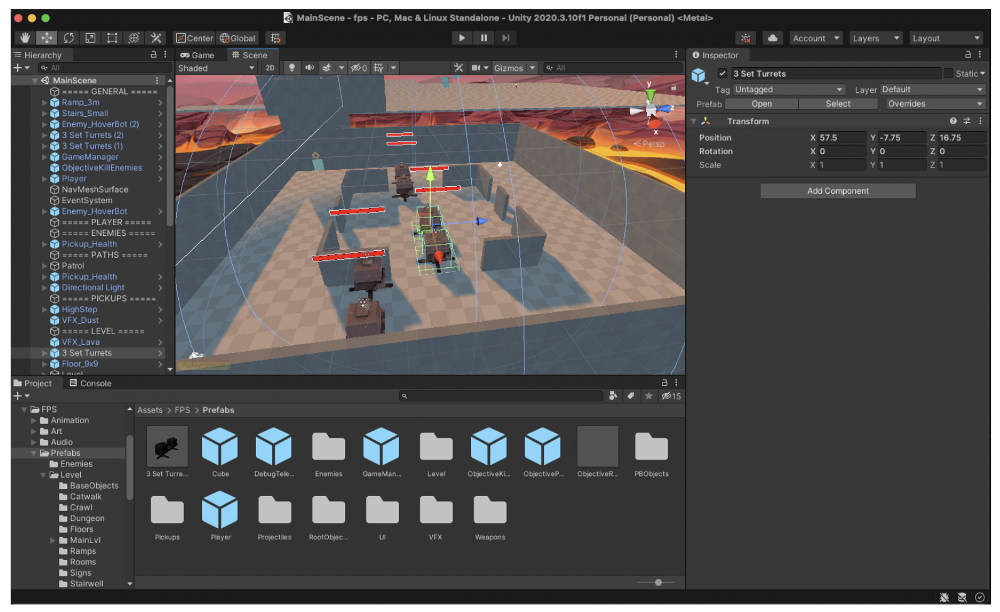 MainScene - fps - PC, Mac & Linux Standalone - Unity 2020.3.10f1 Personal (Personal) <Metal>
Center Global
Account Layers Layout
Hierarchy
All
MainScene
===== GENERAL =====
Ramp_3m
Stairs_Small
Enemy_HoverBot (2)
3 Set Turrets (2)
3 Set Turrets (1)
GameManager
ObjectiveKillEnemies
Player
NavMeshSurface
EventSystem
Enemy_HoverBot
===== PLAYER =====
===== ENEMIES =====
Pickup_Health
===== PATHS =====
Patrol
Pickup_Health
Directional Light
===== PICKUPS =====
HighStep
VFX_Dust
===== LEVEL =====
VFX_Lava
3 Set Turrets
Floor_9x9
Level
Game Scene
Shaded 2D 0 Gizmos All
y
z
x
Persp
Pickup_Health
Inspector
3 Set Turrets Static
Tag Untagged Layer Default
Prefab Open Select Overrides
Transform
Position X 57.5 Y -7.75 Z 16.75
Rotation X 0 Y 0 Z 0
Scale X 1 Y 1 Z 1
Add Component
Project Console
15
FPS
Animation
Art
Audio
Prefabs
Enemies
Level
BaseObjects
Catwalk
Crawl
Dungeon
Floors
MainLvl
Ramps
Rooms
Signs
Stairwell
Assets > FPS > Prefabs
3 Set Turre... Cube DebugTele... Enemies GameMan... Level ObjectiveKi... ObjectiveP... ObjectiveR... PBObjects
Pickups Player Projectiles RootObjec... UI VFX Weapons